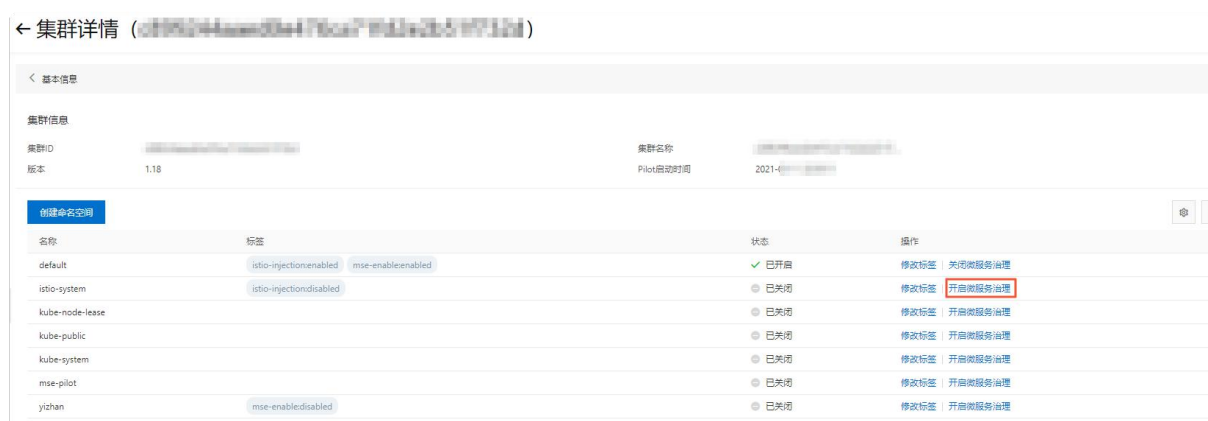 ← 集群详情 ( )
< 基本信息
集群信息
集群ID 集群名称
版本 1.18 Pilot启动时间 2021-
创建命名空间
名称 标签 状态 操作
default istio-injection:enabled mse-enable:enabled 已开启 修改标签 | 关闭微服务治理
istio-system istio-injection:disabled 已关闭 修改标签 | 开启微服务治理
kube-node-lease 已关闭 修改标签 | 开启微服务治理
kube-public 已关闭 修改标签 | 开启微服务治理
kube-system 已关闭 修改标签 | 开启微服务治理
mse-pilot 已关闭 修改标签 | 开启微服务治理
yizhan mse-enable:disabled 已关闭 修改标签 | 开启微服务治理